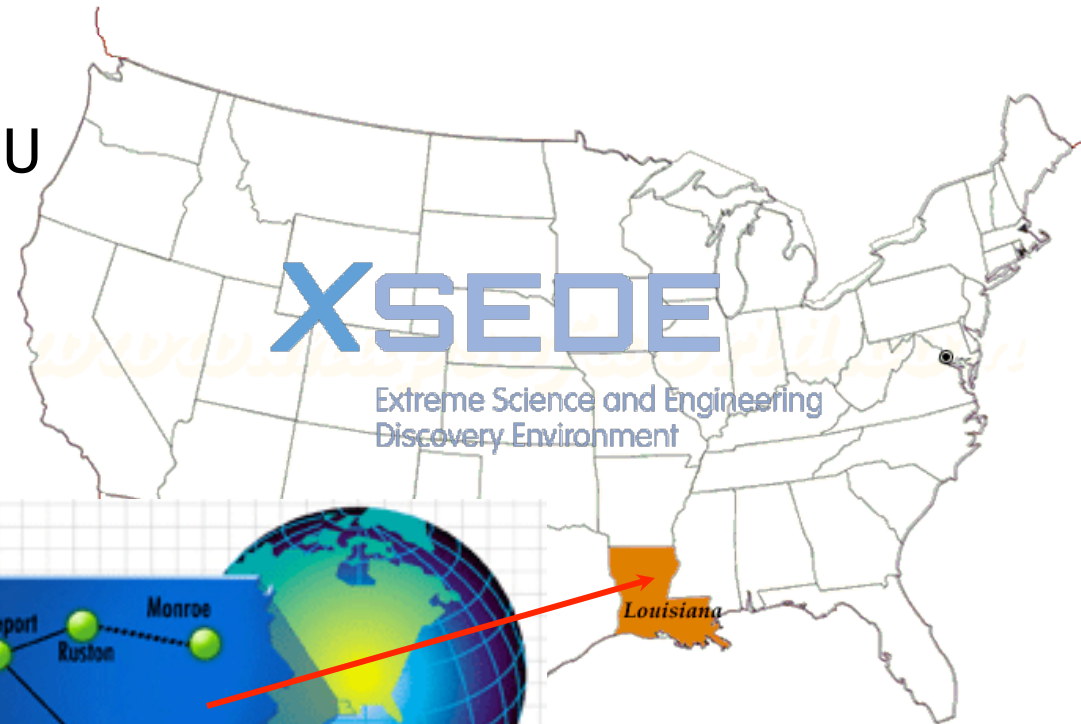 U
XSEDE
Extreme Science and Engineering
Discovery Environment
Monroe
Ruston
Louisiana